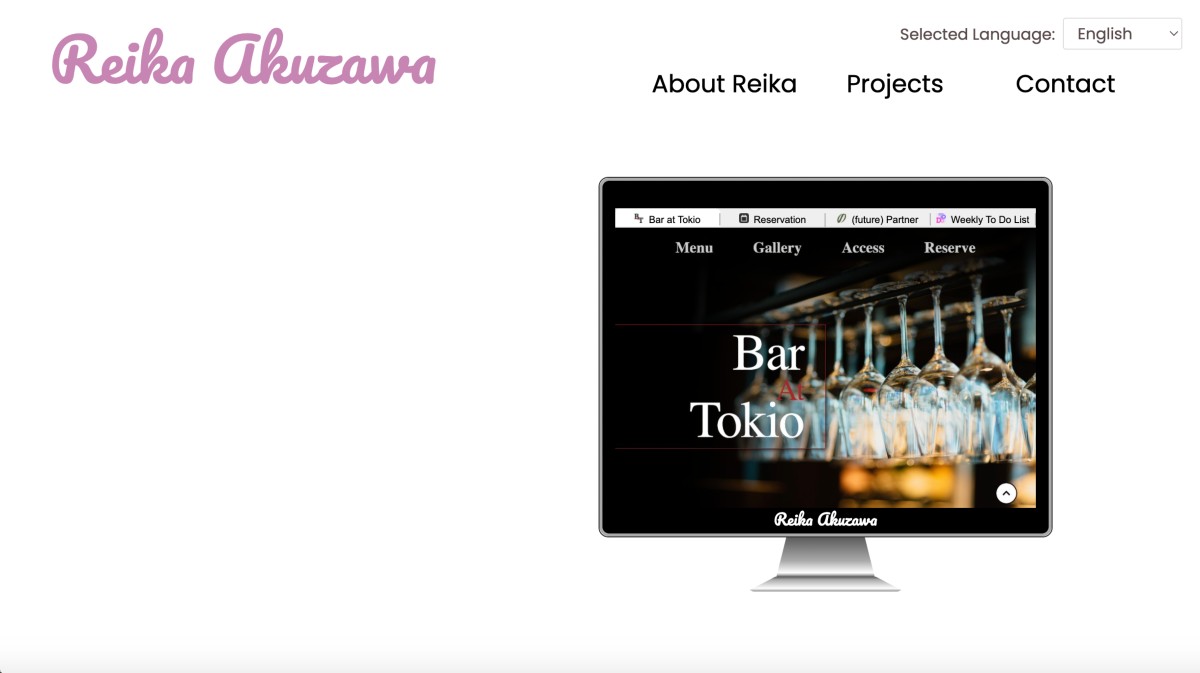 Reika Akuzawa
Selected Language: English
About Reika Projects Contact
Bar at Tokio Reservation (future) Partner Weekly To Do List
Menu Gallery Access Reserve
Bar
At
Tokio
Reika Akuzawa